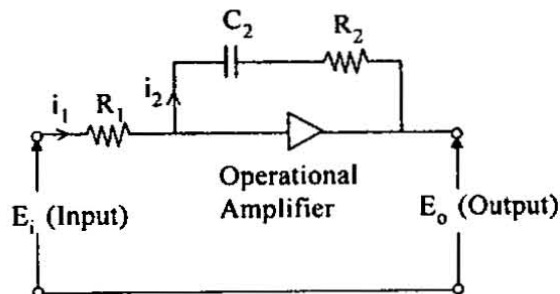 C₂
R₂
i₁
R₁
i₂
Operational
Amplifier
Eᵢ (Input)
Eₒ (Output)